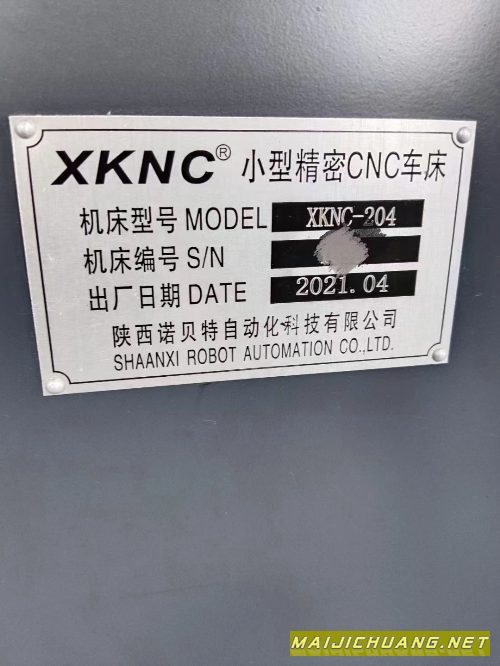 XKNC® 小型精密CNC车床
机床型号 MODEL XKNC-204
机床编号 S/N
出厂日期 DATE 2021.04
陕西诺贝特自动化科技有限公司
SHAANXI ROBOT AUTOMATION CO.,LTD.
MAIJICHUANG.NET